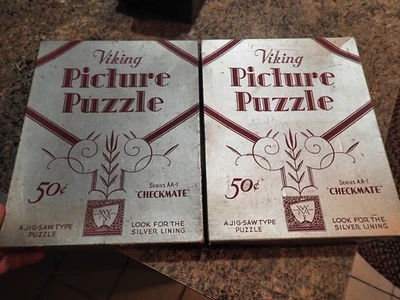 Viking
Picture
Puzzle
50¢
SERIES AA-1
"CHECKMATE"
A JIG-SAW TYPE
PUZZLE
LOOK FOR THE
SILVER LINING
Viking
Picture
Puzzle
50¢
SERIES AA-1
"CHECKMATE"
A JIG-SAW TYPE
PUZZLE
LOOK FOR THE
SILVER LINING